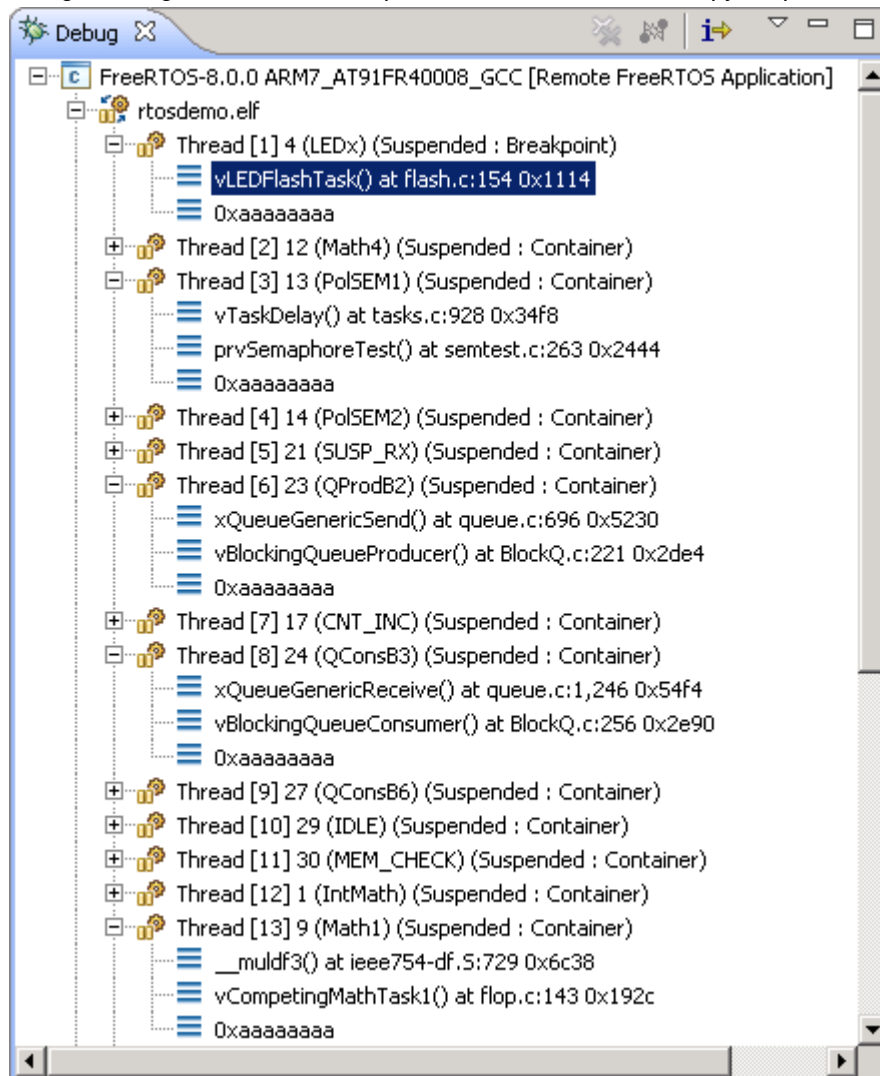 Debug
FreeRTOS-8.0.0 ARM7_AT91FR40008_GCC [Remote FreeRTOS Application]
rtosdemo.elf
Thread [1] 4 (LEDx) (Suspended : Breakpoint)
vLEDFlashTask() at flash.c:154 0x1114
0xaaaaaaaa
Thread [2] 12 (Math4) (Suspended : Container)
Thread [3] 13 (PolSEM1) (Suspended : Container)
vTaskDelay() at tasks.c:928 0x34f8
prvSemaphoreTest() at semtest.c:263 0x2444
0xaaaaaaaa
Thread [4] 14 (PolSEM2) (Suspended : Container)
Thread [5] 21 (SUSP_RX) (Suspended : Container)
Thread [6] 23 (QProdB2) (Suspended : Container)
xQueueGenericSend() at queue.c:696 0x5230
vBlockingQueueProducer() at BlockQ.c:221 0x2de4
0xaaaaaaaa
Thread [7] 17 (CNT_INC) (Suspended : Container)
Thread [8] 24 (QConsB3) (Suspended : Container)
xQueueGenericReceive() at queue.c:1,246 0x54f4
vBlockingQueueConsumer() at BlockQ.c:256 0x2e90
0xaaaaaaaa
Thread [9] 27 (QConsB6) (Suspended : Container)
Thread [10] 29 (IDLE) (Suspended : Container)
Thread [11] 30 (MEM_CHECK) (Suspended : Container)
Thread [12] 1 (IntMath) (Suspended : Container)
Thread [13] 9 (Math1) (Suspended : Container)
__muldf3() at ieee754-df.S:729 0x6c38
vCompetingMathTask1() at flop.c:143 0x192c
0xaaaaaaaa